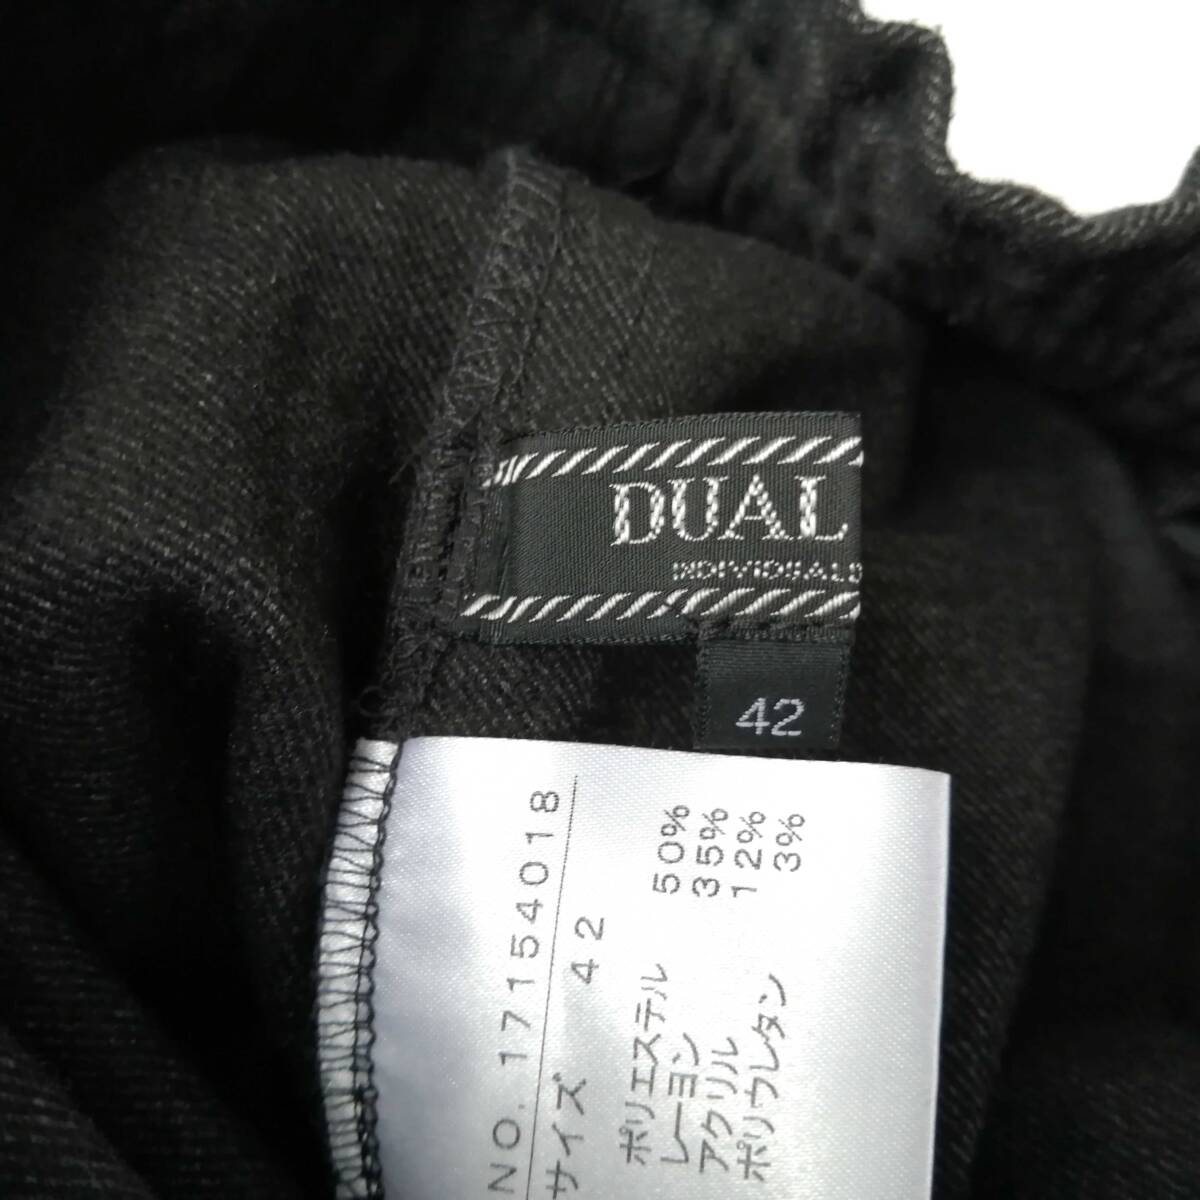 DUAL
42
NO. 17154018
サイズ 42
ポリエステル 50%
レーヨン 35%
アクリル 12%
ポリウレタン 3%